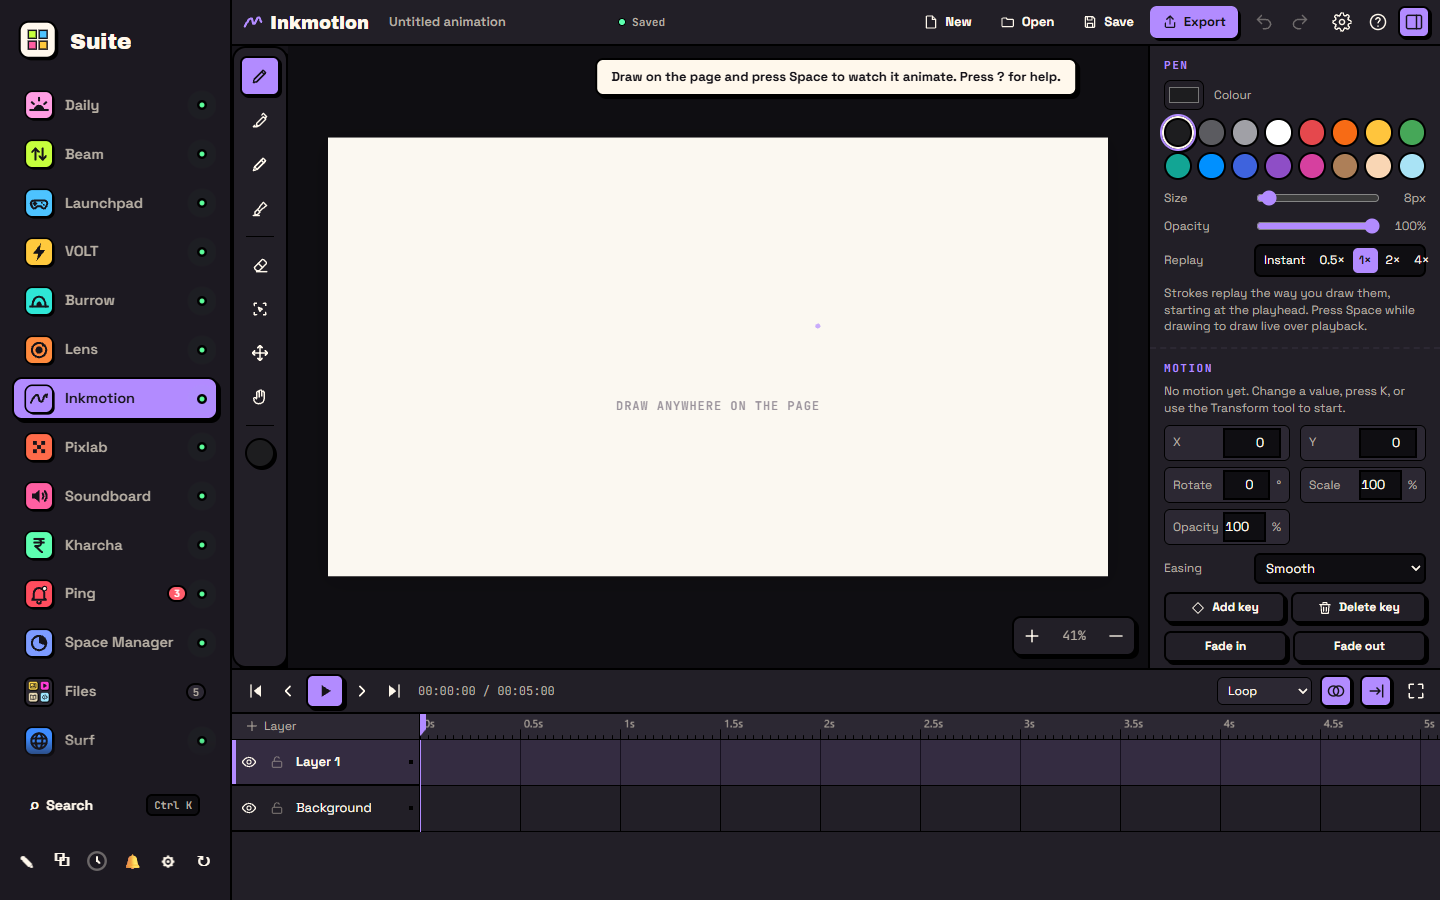 Suite
Daily
Beam
Launchpad
VOLT
Burrow
Lens
Inkmotion
Pixlab
Soundboard
Kharcha
Ping
3
Space Manager
Files
5
Surf
Search
Ctrl K
Inkmotion
Untitled animation
Saved
New
Open
Save
Export
Draw on the page and press Space to watch it animate. Press ? for help.
DRAW ANYWHERE ON THE PAGE
41%
PEN
Colour
Size
8px
Opacity
100%
Replay
Instant
0.5×
1×
2×
4×
Strokes replay the way you draw them,
starting at the playhead. Press Space while
drawing to draw live over playback.
MOTION
No motion yet. Change a value, press K, or
use the Transform tool to start.
X
0
Y
0
Rotate
0
°
Scale
100
%
Opacity
100
%
Easing
Smooth
Add key
Delete key
Fade in
Fade out
00:00:00 / 00:05:00
Loop
+ Layer
0s
0.5s
1s
1.5s
2s
2.5s
3s
3.5s
4s
4.5s
5s
Layer 1
Background